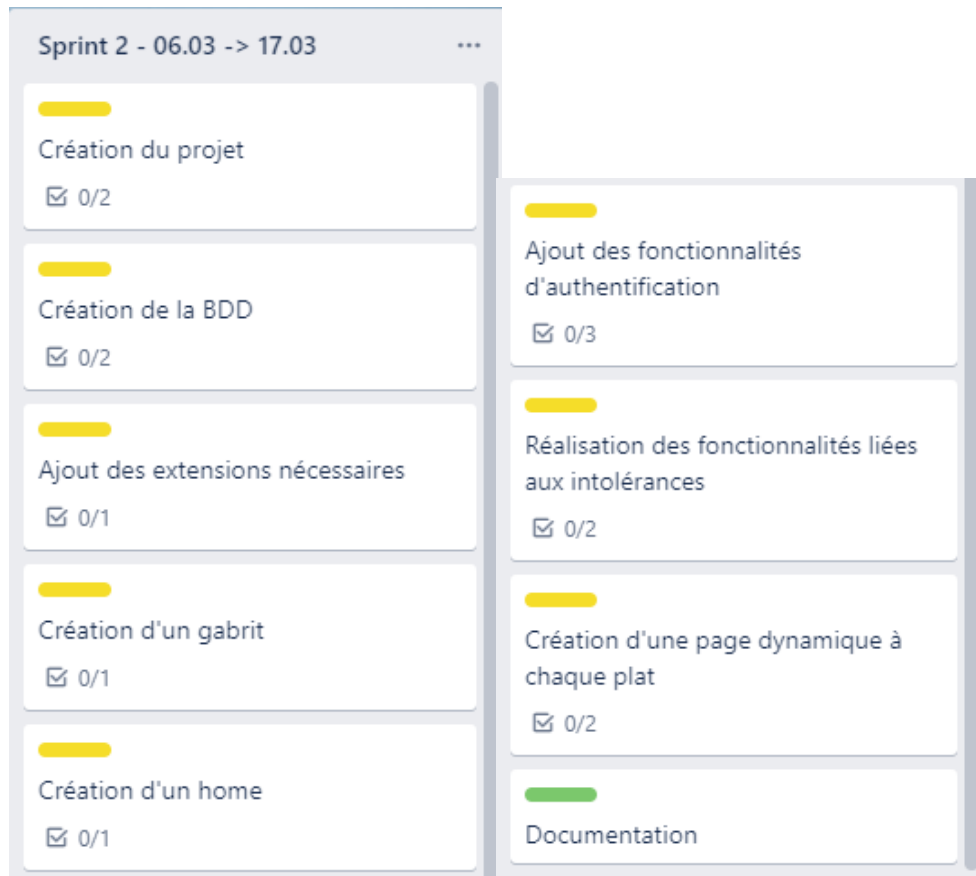 Sprint 2 - 06.03 -> 17.03
Création du projet
0/2
Création de la BDD
0/2
Ajout des extensions nécessaires
0/1
Création d'un gabrit
0/1
Création d'un home
0/1
Ajout des fonctionnalités
d'authentification
0/3
Réalisation des fonctionnalités liées
aux intolérances
0/2
Création d'une page dynamique à
chaque plat
0/2
Documentation